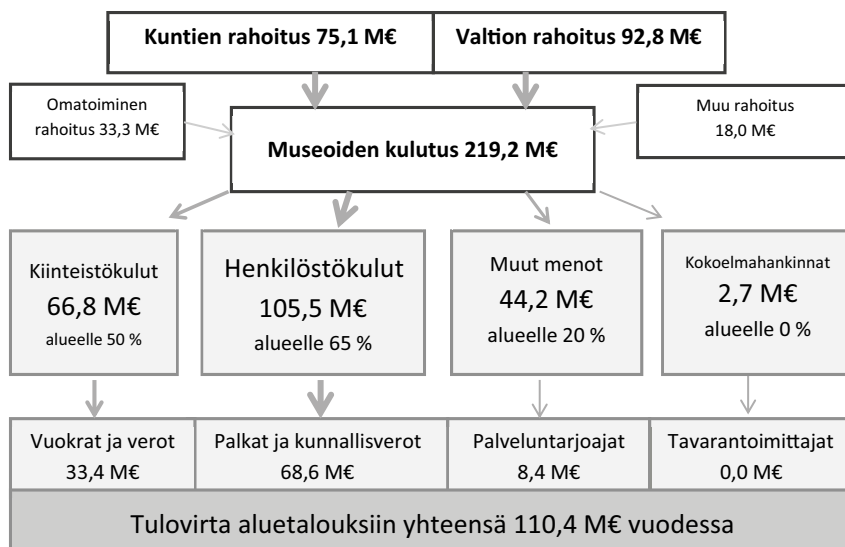 Kuntien rahoitus 75,1 M€
Valtion rahoitus 92,8 M€
Omatoiminen
rahoitus 33,3 M€
Muu rahoitus
18,0 M€
Museoiden kulutus 219,2 M€
Kiinteistökulut
66,8 M€
alueelle 50 %
Henkilöstökulut
105,5 M€
alueelle 65 %
Muut menot
44,2 M€
alueelle 20 %
Kokoelmahankinnat
2,7 M€
alueelle 0 %
Vuokrat ja verot
33,4 M€
Palkat ja kunnallisverot
68,6 M€
Palveluntarjoajat
8,4 M€
Tavarantoimittajat
0,0 M€
Tulovirta aluetalouksiin yhteensä 110,4 M€ vuodessa